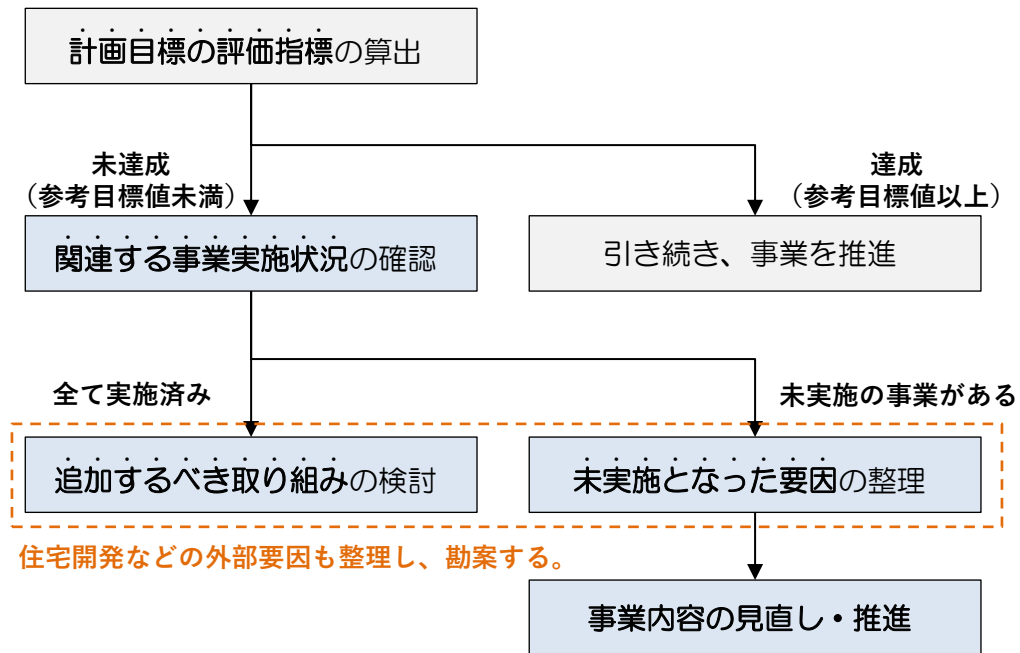 計画目標の評価指標の算出
未達成
（参考目標値未満）
達成
（参考目標値以上）
関連する事業実施状況の確認
引き続き、事業を推進
全て実施済み
未実施の事業がある
追加するべき取り組みの検討
未実施となった要因の整理
住宅開発などの外部要因も整理し、勘案する。
事業内容の見直し・推進